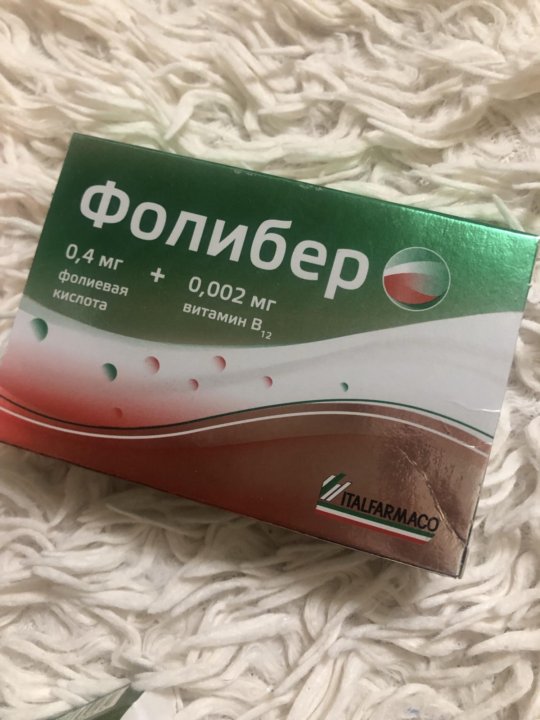 Фолибер
0,4 мг + 0,002 мг
фолиевая витамин B12
кислота
ITALFARMACO